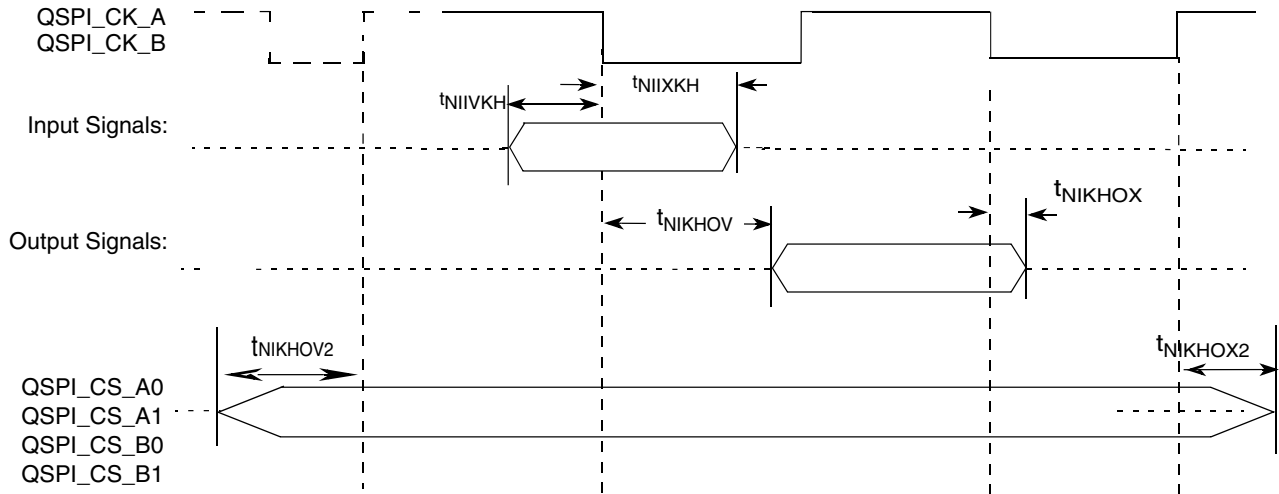 QSPI_CK_A
QSPI_CK_B
tNIIXKH
tNIIVKH
Input Signals:
tNIKHOX
tNIKHOV
Output Signals:
tNIKHOV2
tNIKHOX2
QSPI_CS_A0
QSPI_CS_A1
QSPI_CS_B0
QSPI_CS_B1